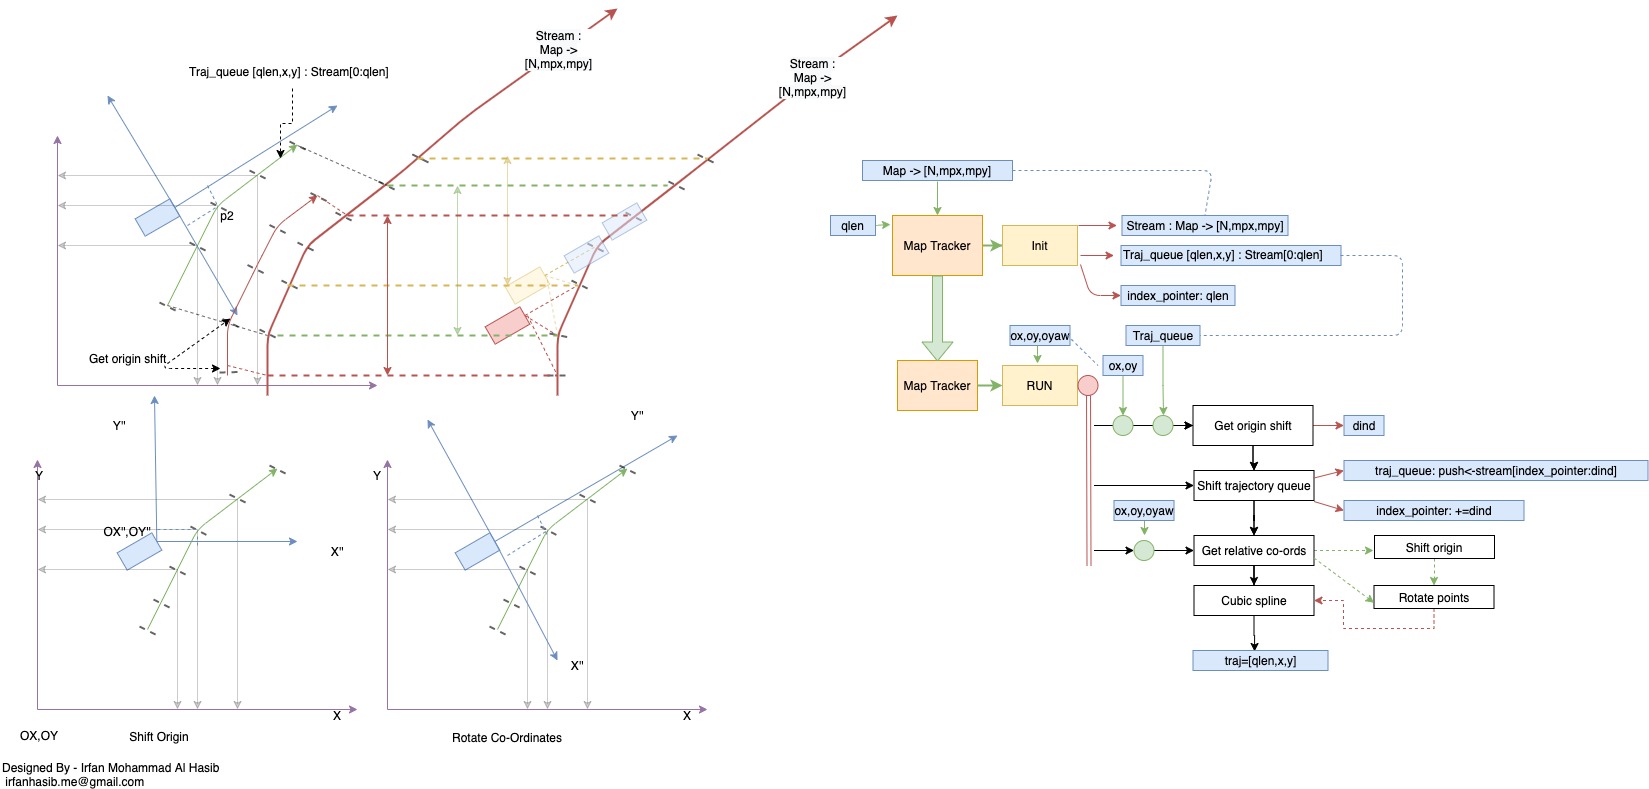 Stream :
Map ->
[N,mpx,mpy]
Stream :
Map ->
[N,mpx,mpy]
Traj_queue [qlen,x,y] : Stream[0:qlen]
p2
Get origin shift
Y"
Y
OX",OY"
X"
X
OX,OY
Shift Origin
Y"
Y
X"
X
Rotate Co-Ordinates
Designed By - Irfan Mohammad Al Hasib
irfanhasib.me@gmail.com
Map -> [N,mpx,mpy]
qlen
Map Tracker
Init
Stream : Map -> [N,mpx,mpy]
Traj_queue [qlen,x,y] : Stream[0:qlen]
index_pointer: qlen
ox,oy,oyaw
Traj_queue
ox,oy
Map Tracker
RUN
Get origin shift
dind
traj_queue: push<-stream[index_pointer:dind]
Shift trajectory queue
index_pointer: +=dind
ox,oy,oyaw
Get relative co-ords
Shift origin
Cubic spline
Rotate points
traj=[qlen,x,y]